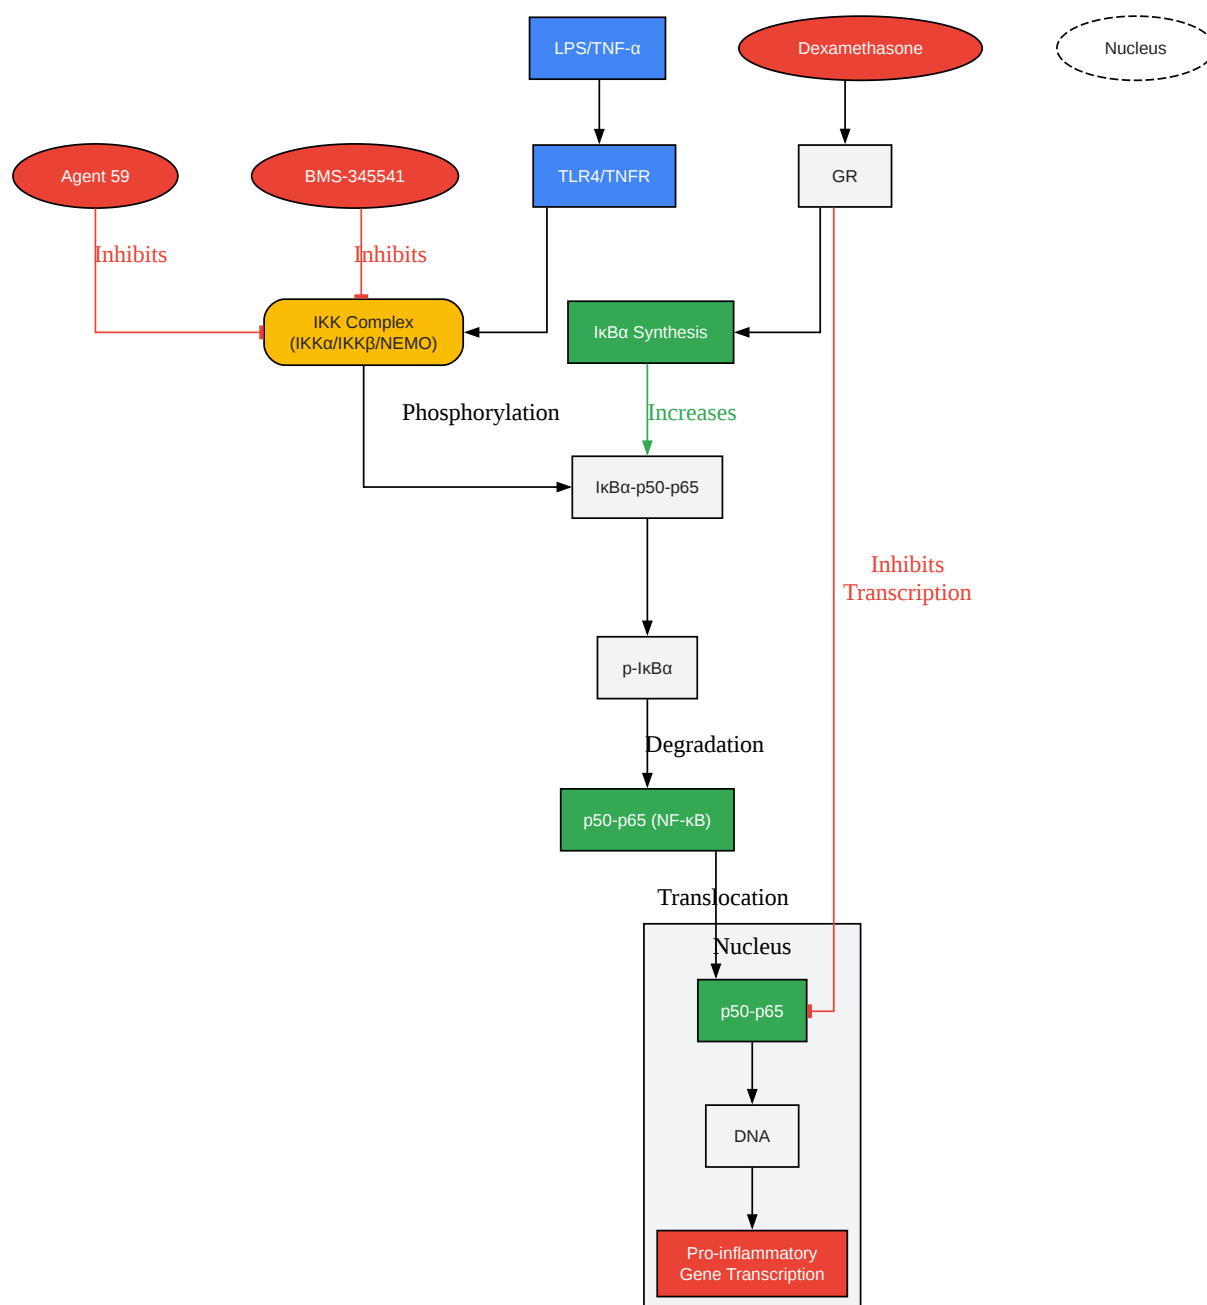 LPS/TNF-α
Dexamethasone
Nucleus
Agent 59
BMS-345541
TLR4/TNFR
GR
Inhibits
Inhibits
IKK Complex
(IKKα/IKKβ/NEMO)
IκBα Synthesis
Phosphorylation
Increases
IκBα-p50-p65
Inhibits
Transcription
p-IκBα
Degradation
p50-p65 (NF-κB)
Translocation
Nucleus
p50-p65
DNA
Pro-inflammatory
Gene Transcription